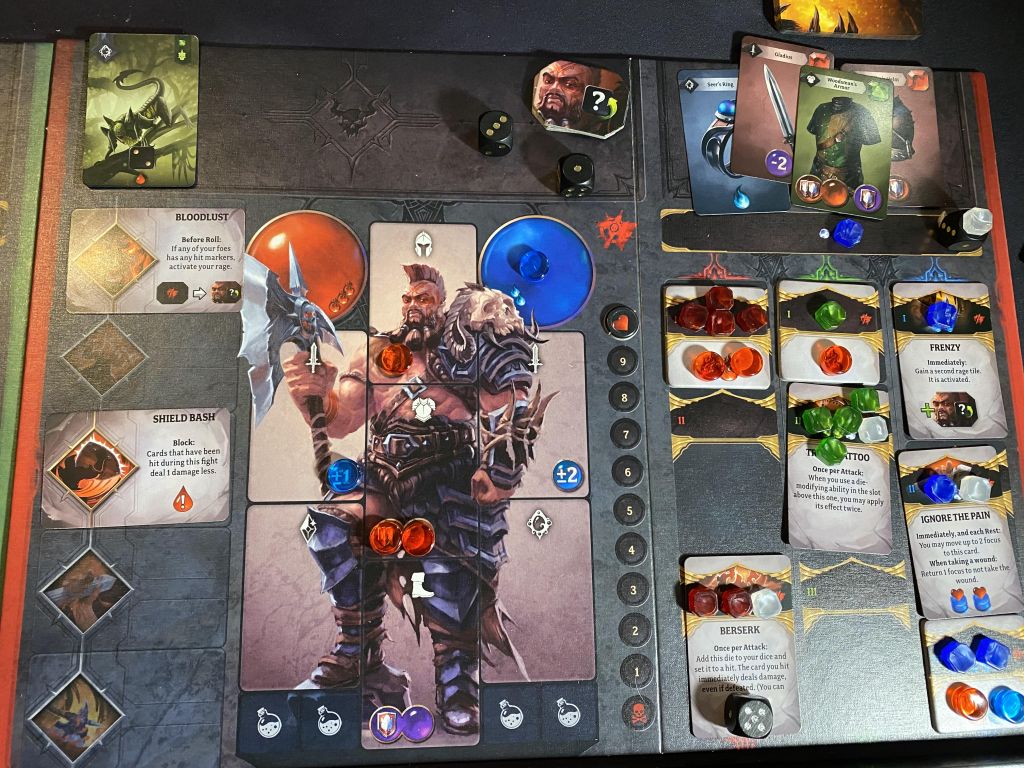 Seer's Ring
Gladius
Woodsman's
Armor
-2
BLOODLUST
Before Roll:
If any of your foes
has any hit markers,
activate your rage.
?
SHIELD BASH
Block:
Cards that have been
hit during this fight
deal 1 damage less.
!
±1
±2
9
8
7
6
5
4
3
2
1
I
I
FRENZY
Immediately:
Gain a second rage tile.
It is activated.
+ ?
II
TATTOO
Once per Attack:
When you use a die-
modifying ability in the slot
above this one, you may apply
its effect twice.
II
IGNORE THE PAIN
Immediately, and each Rest:
You may move up to 2 focus
to this card.
When taking a wound:
Return 1 focus to not take the
wound.
III
BERSERK
Once per Attack:
Add this die to your dice and
set it to a hit. The card you hit
immediately deals damage,
even if defeated. (You can